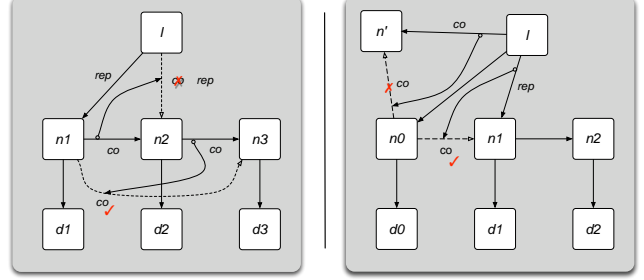 l
rep
co rep
n1
n2
n3
co
co
co
✓
d1
d2
d3
n'
co
l
✗ co
rep
n0
n1
n2
co
✓
d0
d1
d2